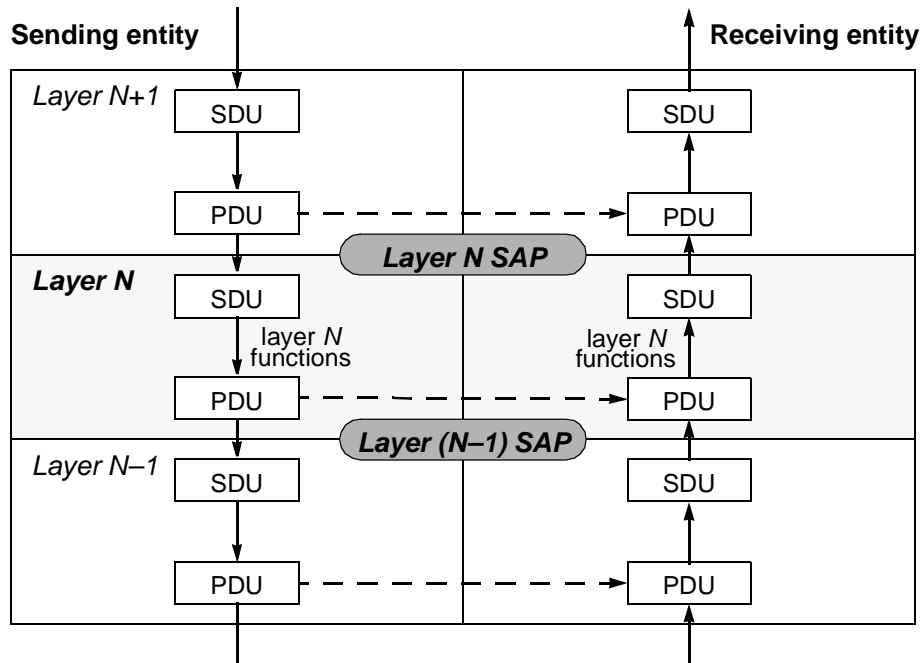 Sending entity
Receiving entity
Layer N+1
SDU
SDU
PDU
PDU
Layer N SAP
Layer N
SDU
SDU
layer N
functions
layer N
functions
PDU
PDU
Layer (N–1) SAP
Layer N–1
SDU
SDU
PDU
PDU